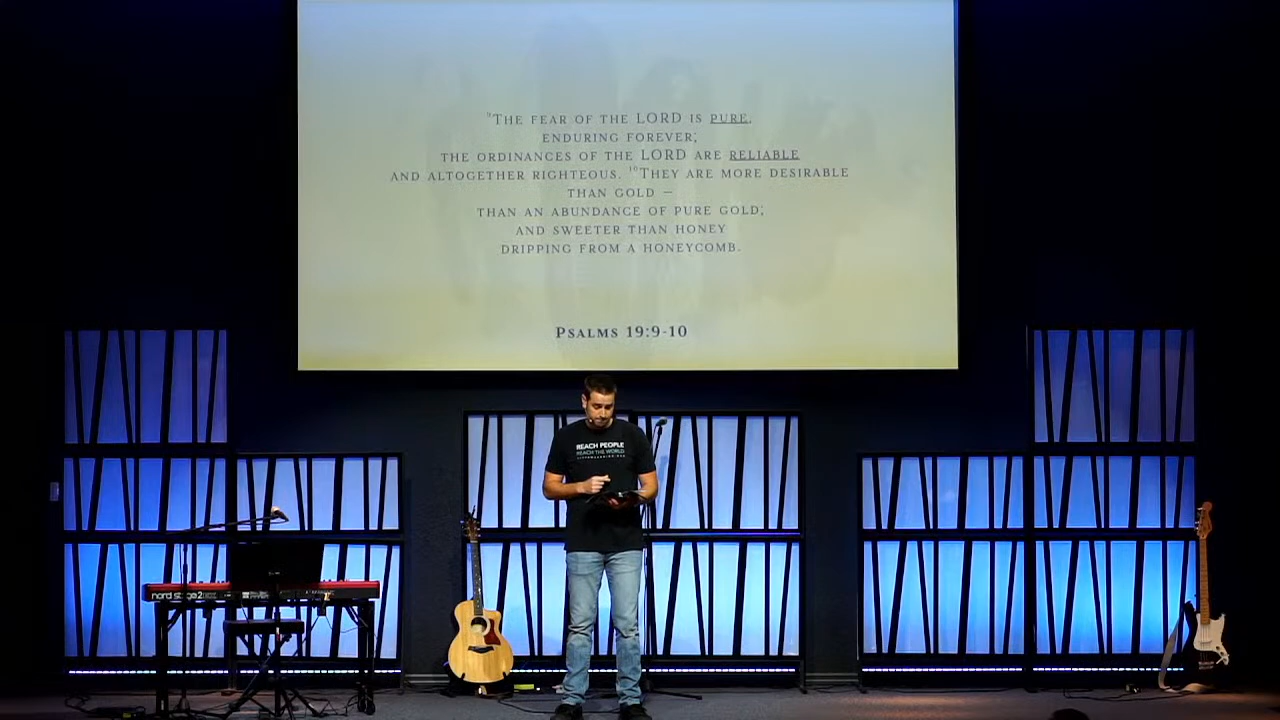 ⁹The fear of the LORD is pure,
enduring forever;
the ordinances of the LORD are reliable
and altogether righteous. ¹⁰They are more desirable
than gold –
than an abundance of pure gold;
and sweeter than honey
dripping from a honeycomb.
Psalms 19:9-10
REACH PEOPLE
REACH THE WORLD
nord stage 2